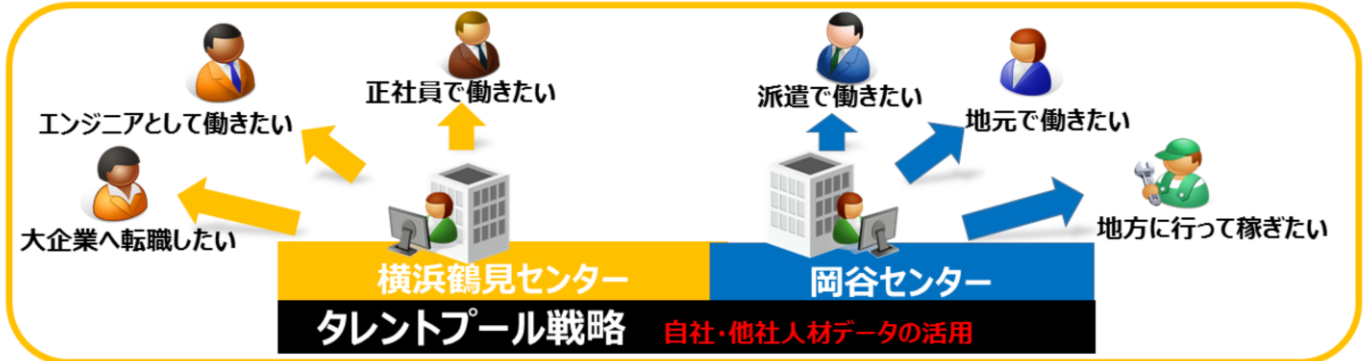 正社員で働きたい
派遣で働きたい
エンジニアとして働きたい
地元で働きたい
大企業へ転職したい
地方に行って稼ぎたい
横浜鶴見センター
岡谷センター
タレントプール戦略 自社・他社人材データの活用